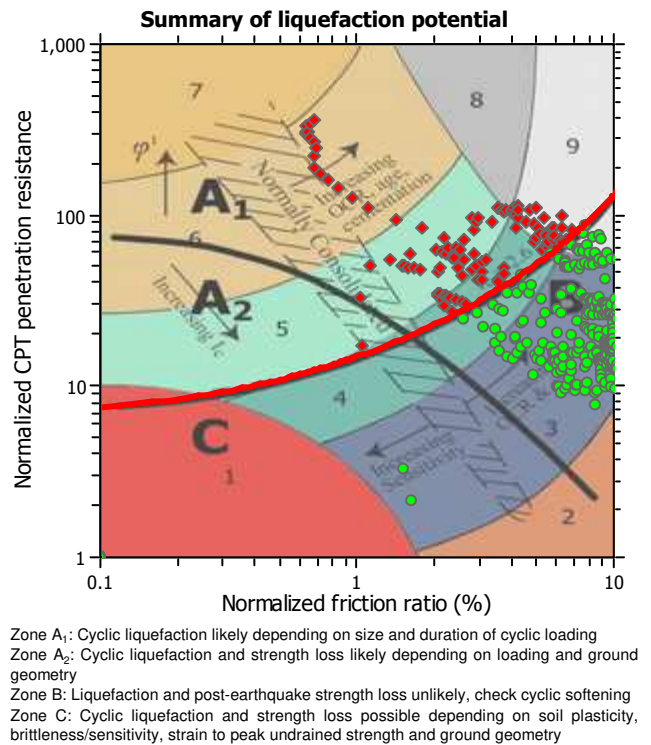 Summary of liquefaction potential
Normalized CPT penetration resistance
1,000
100
10
1
7
8
9
φ'
A1
Normally Consolidated
Increasing
OCR, age,
cementation
6
A2
Increasing Ic
5
B
4
3
C
1
Increasing
Sensitivity
2
0.1
1
10
Normalized friction ratio (%)
Zone A1: Cyclic liquefaction likely depending on size and duration of cyclic loading
Zone A2: Cyclic liquefaction and strength loss likely depending on loading and ground
geometry
Zone B: Liquefaction and post-earthquake strength loss unlikely, check cyclic softening
Zone C: Cyclic liquefaction and strength loss possible depending on soil plasticity,
brittleness/sensitivity, strain to peak undrained strength and ground geometry